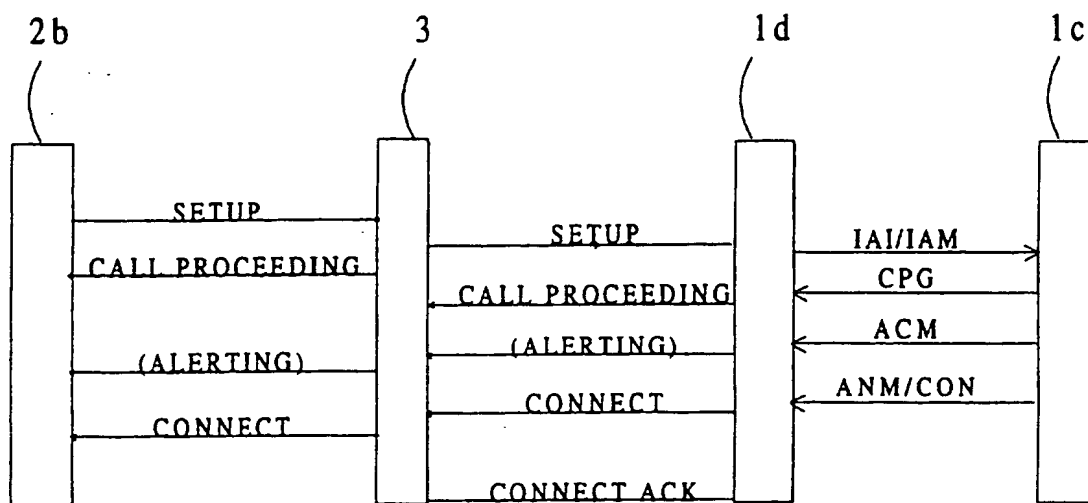 2b 3 1d 1c
SETUP
SETUP
IAI/IAM
CALL PROCEEDING
CPG
CALL PROCEEDING
ACM
(ALERTING)
(ALERTING)
ANM/CON
CONNECT
CONNECT
CONNECT ACK